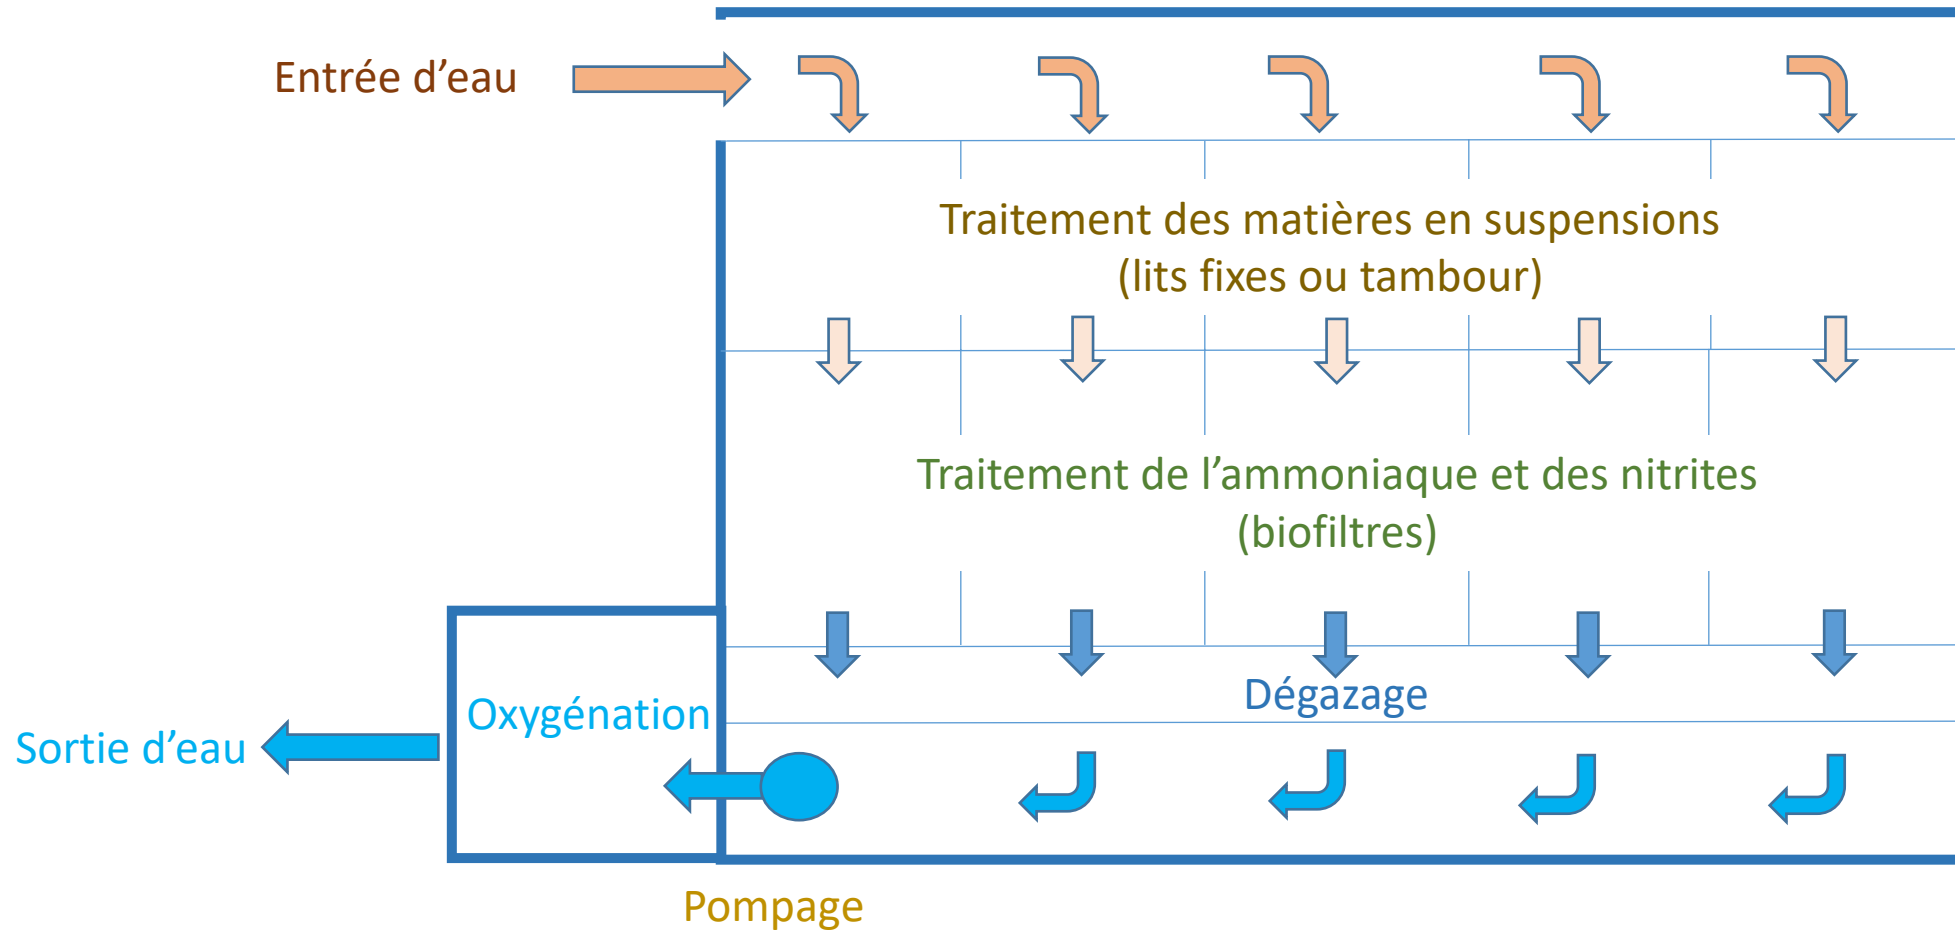 Entrée d’eau
Traitement des matières en suspensions
(lits fixes ou tambour)
Traitement de l’ammoniaque et des nitrites
(biofiltres)
Dégazage
Oxygénation
Sortie d’eau
Pompage